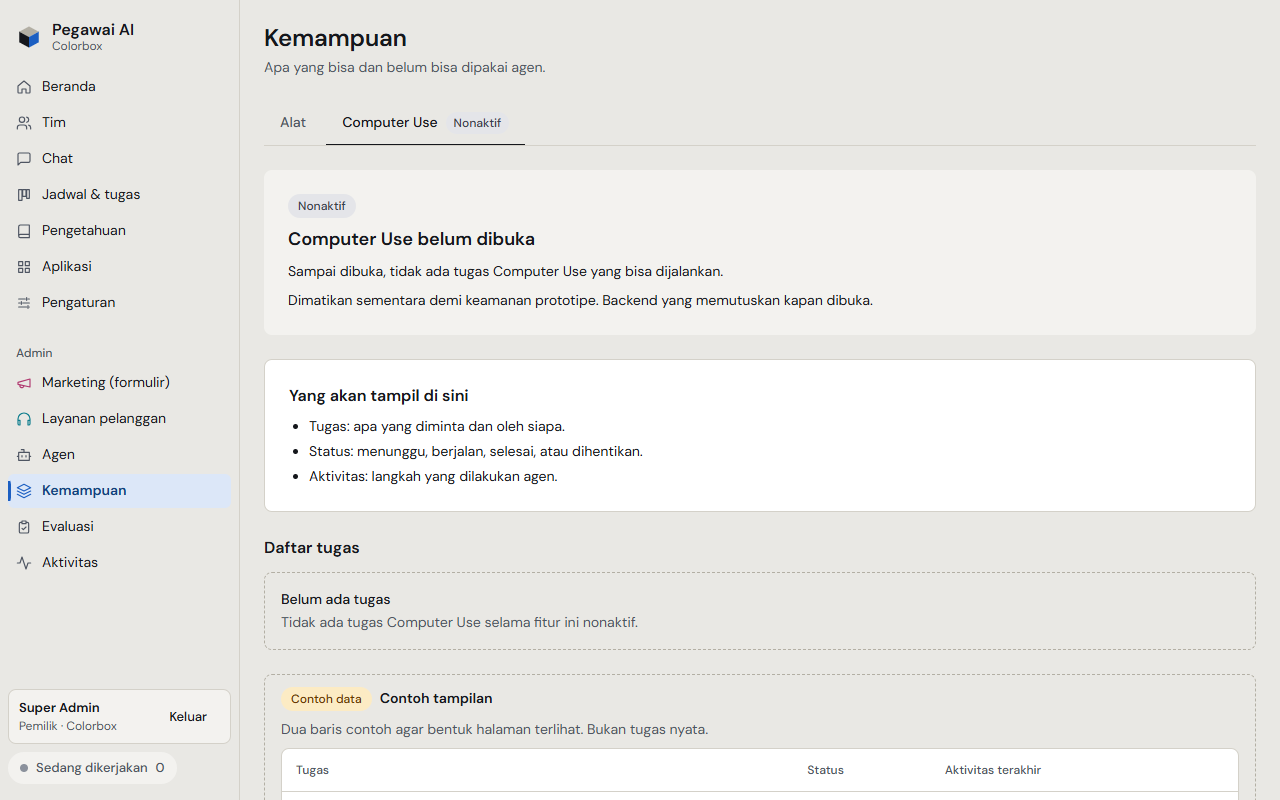 Pegawai AI
Colorbox
Beranda
Tim
Chat
Jadwal & tugas
Pengetahuan
Aplikasi
Pengaturan
Admin
Marketing (formulir)
Layanan pelanggan
Agen
Kemampuan
Evaluasi
Aktivitas
Super Admin
Pemilik · Colorbox
Keluar
Sedang dikerjakan 0
Kemampuan
Apa yang bisa dan belum bisa dipakai agen.
Alat Computer Use Nonaktif
Nonaktif
Computer Use belum dibuka
Sampai dibuka, tidak ada tugas Computer Use yang bisa dijalankan.
Dimatikan sementara demi keamanan prototipe. Backend yang memutuskan kapan dibuka.
Yang akan tampil di sini
• Tugas: apa yang diminta dan oleh siapa.
• Status: menunggu, berjalan, selesai, atau dihentikan.
• Aktivitas: langkah yang dilakukan agen.
Daftar tugas
Belum ada tugas
Tidak ada tugas Computer Use selama fitur ini nonaktif.
Contoh data Contoh tampilan
Dua baris contoh agar bentuk halaman terlihat. Bukan tugas nyata.
Tugas Status Aktivitas terakhir